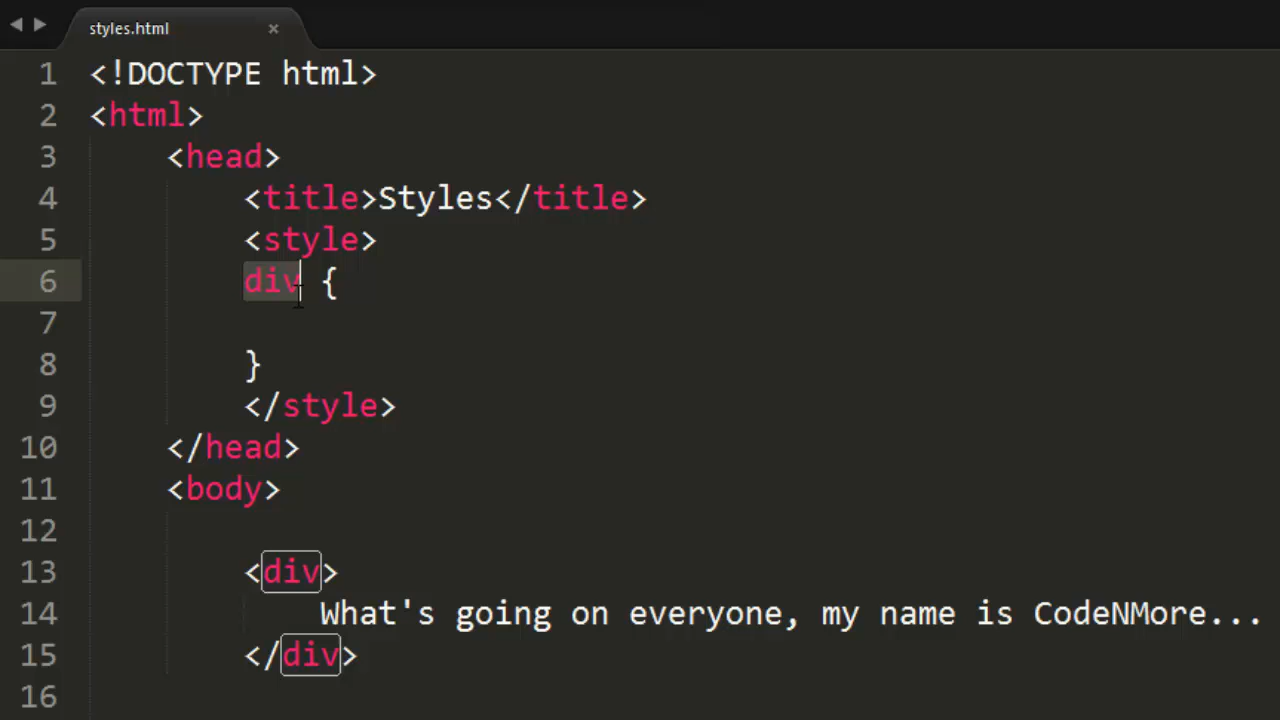 styles.html ×
1 <!DOCTYPE html>
2 <html>
3 <head>
4 <title>Styles</title>
5 <style>
6 div {
7
8 }
9 </style>
10 </head>
11 <body>
12
13 <div>
14 What's going on everyone, my name is CodeNMore...
15 </div>
16